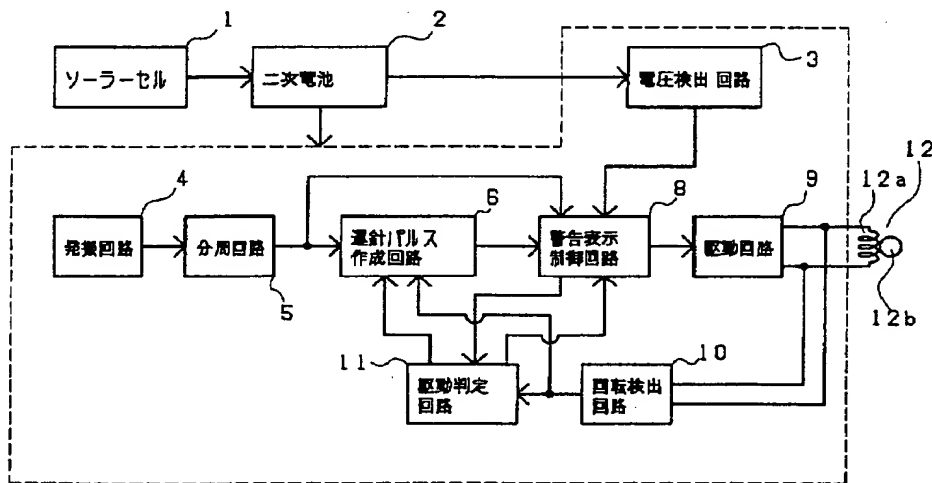 1
2
3
ソーラーセル
二次電池
電圧検出 回路
4
5
6
8
9
12a
12
12b
発振回路
分周回路
運針パルス
作成回路
警告表示
制御回路
駆動回路
11
10
駆動判定
回路
回転検出
回路